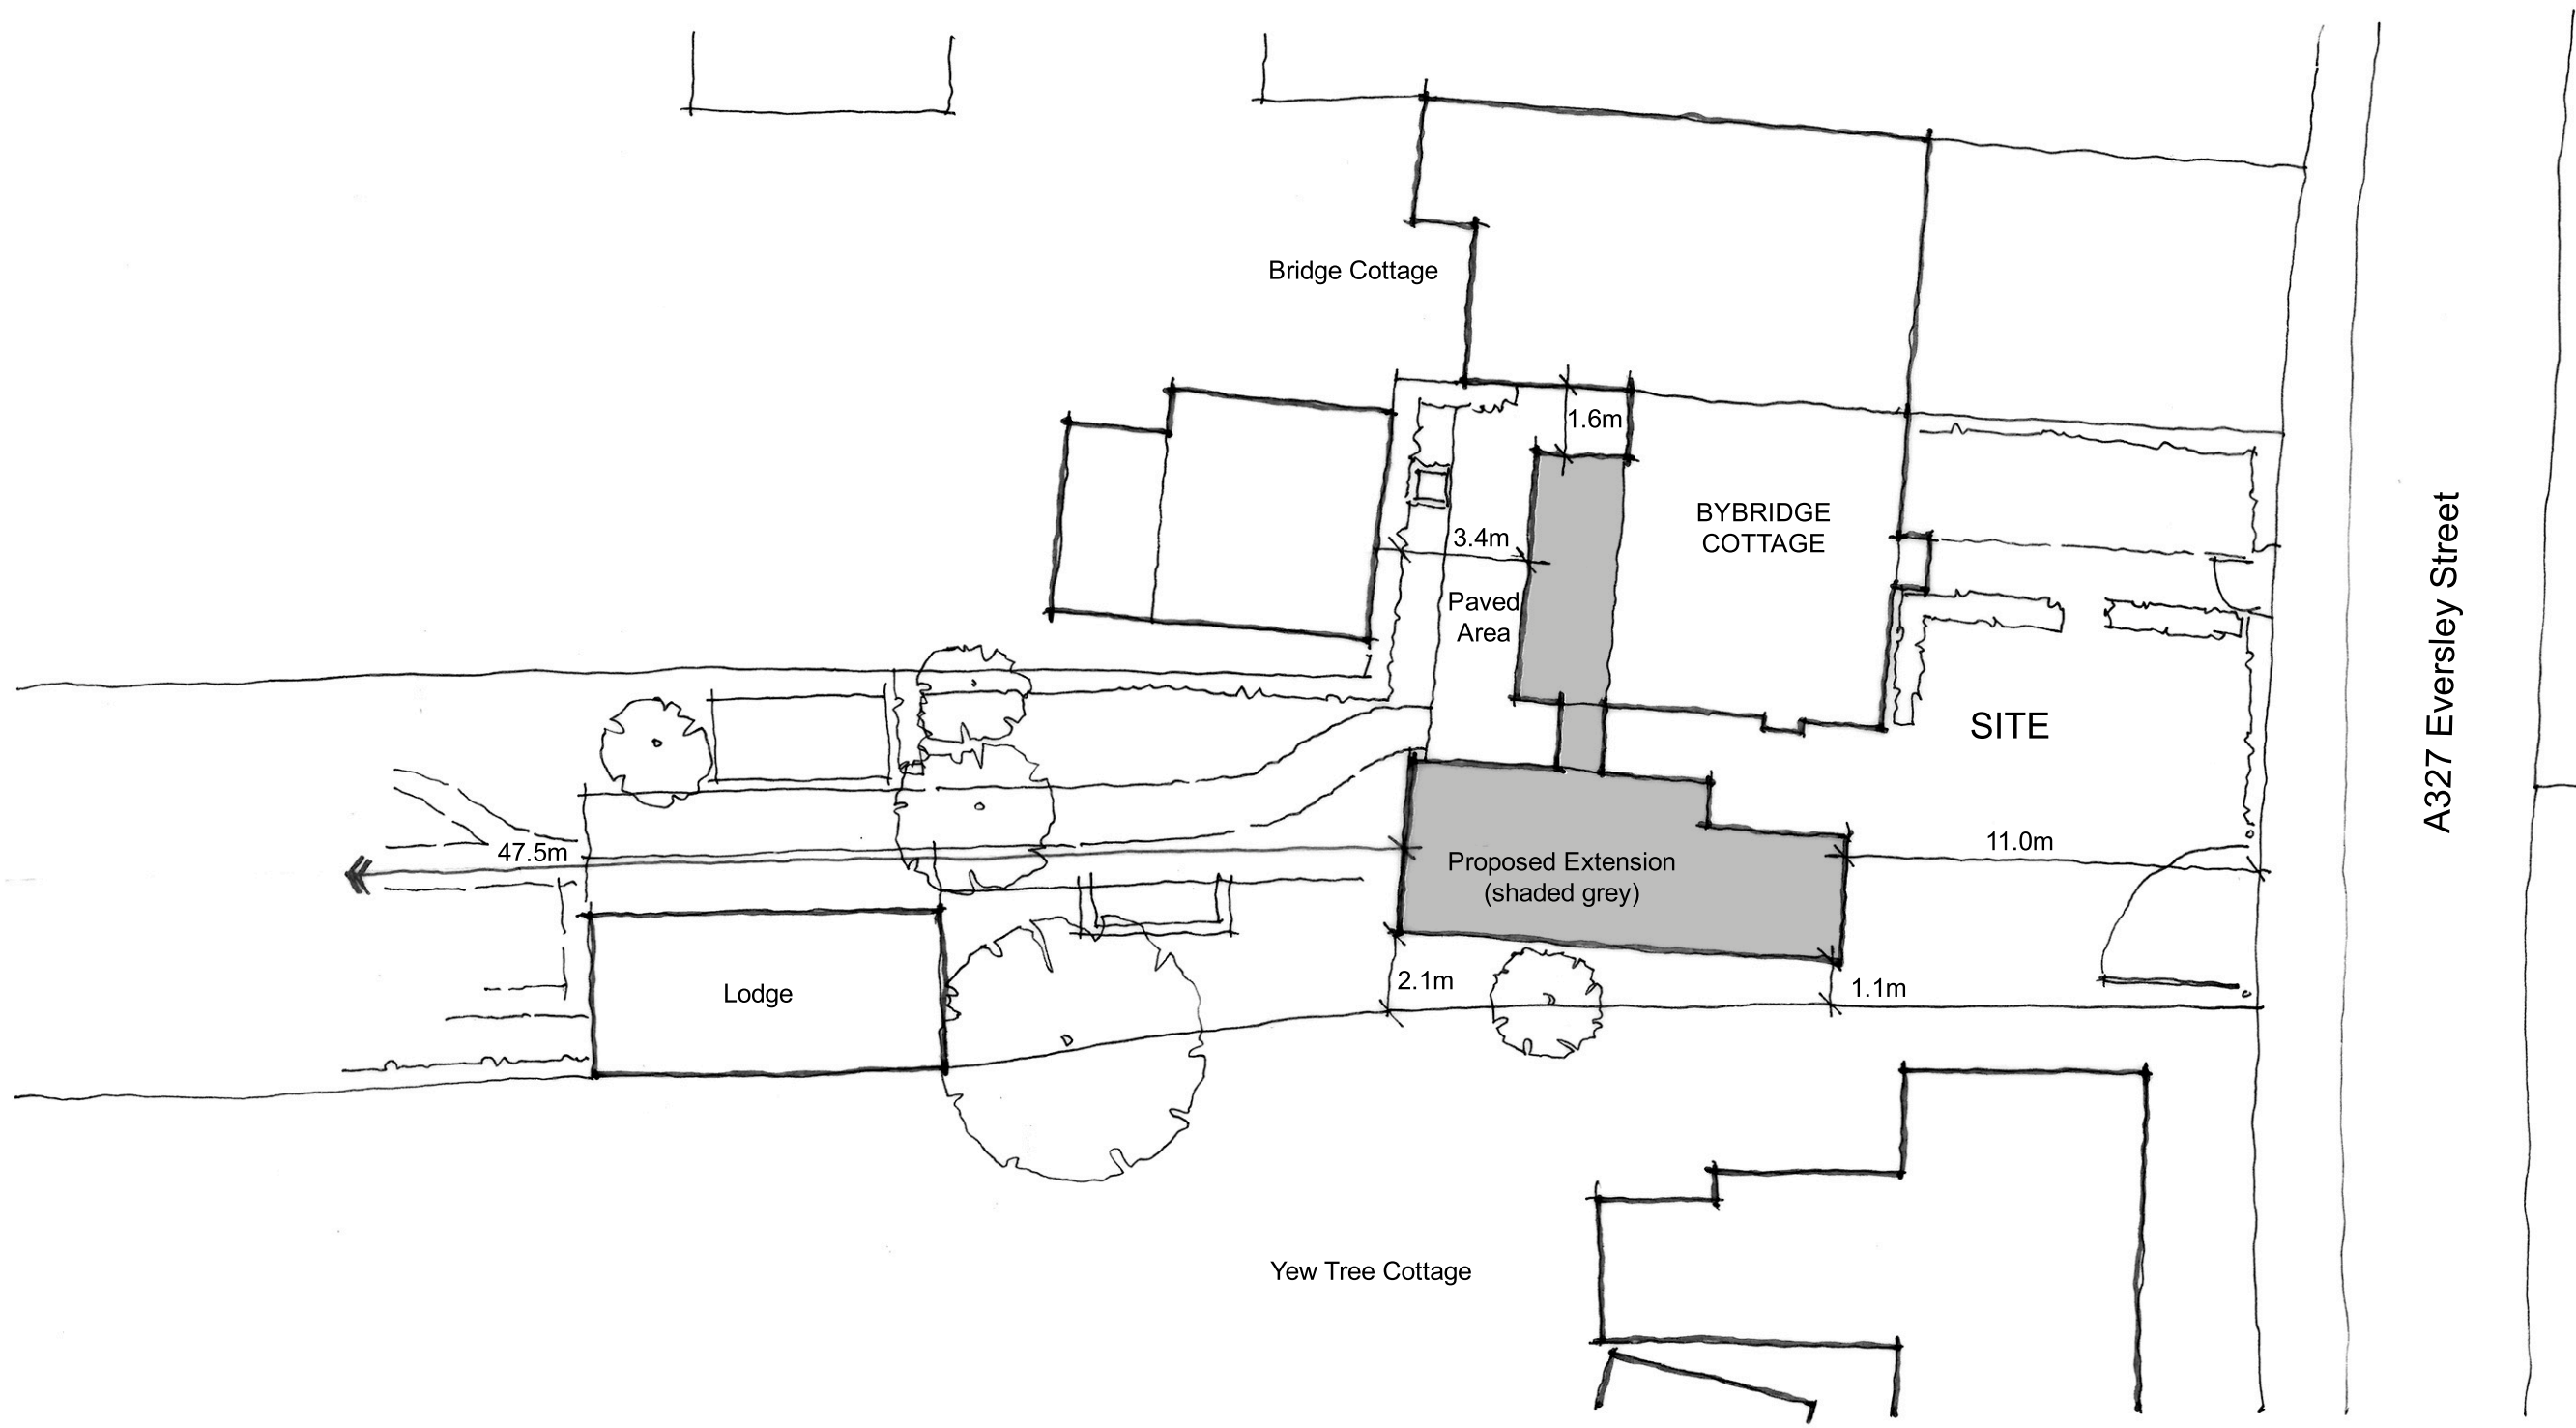 Bridge Cottage
1.6m
BYBRIDGE
COTTAGE
3.4m
Paved
Area
SITE
A327 Eversley Street
47.5m
Proposed Extension
(shaded grey)
11.0m
Lodge
2.1m
1.1m
Yew Tree Cottage